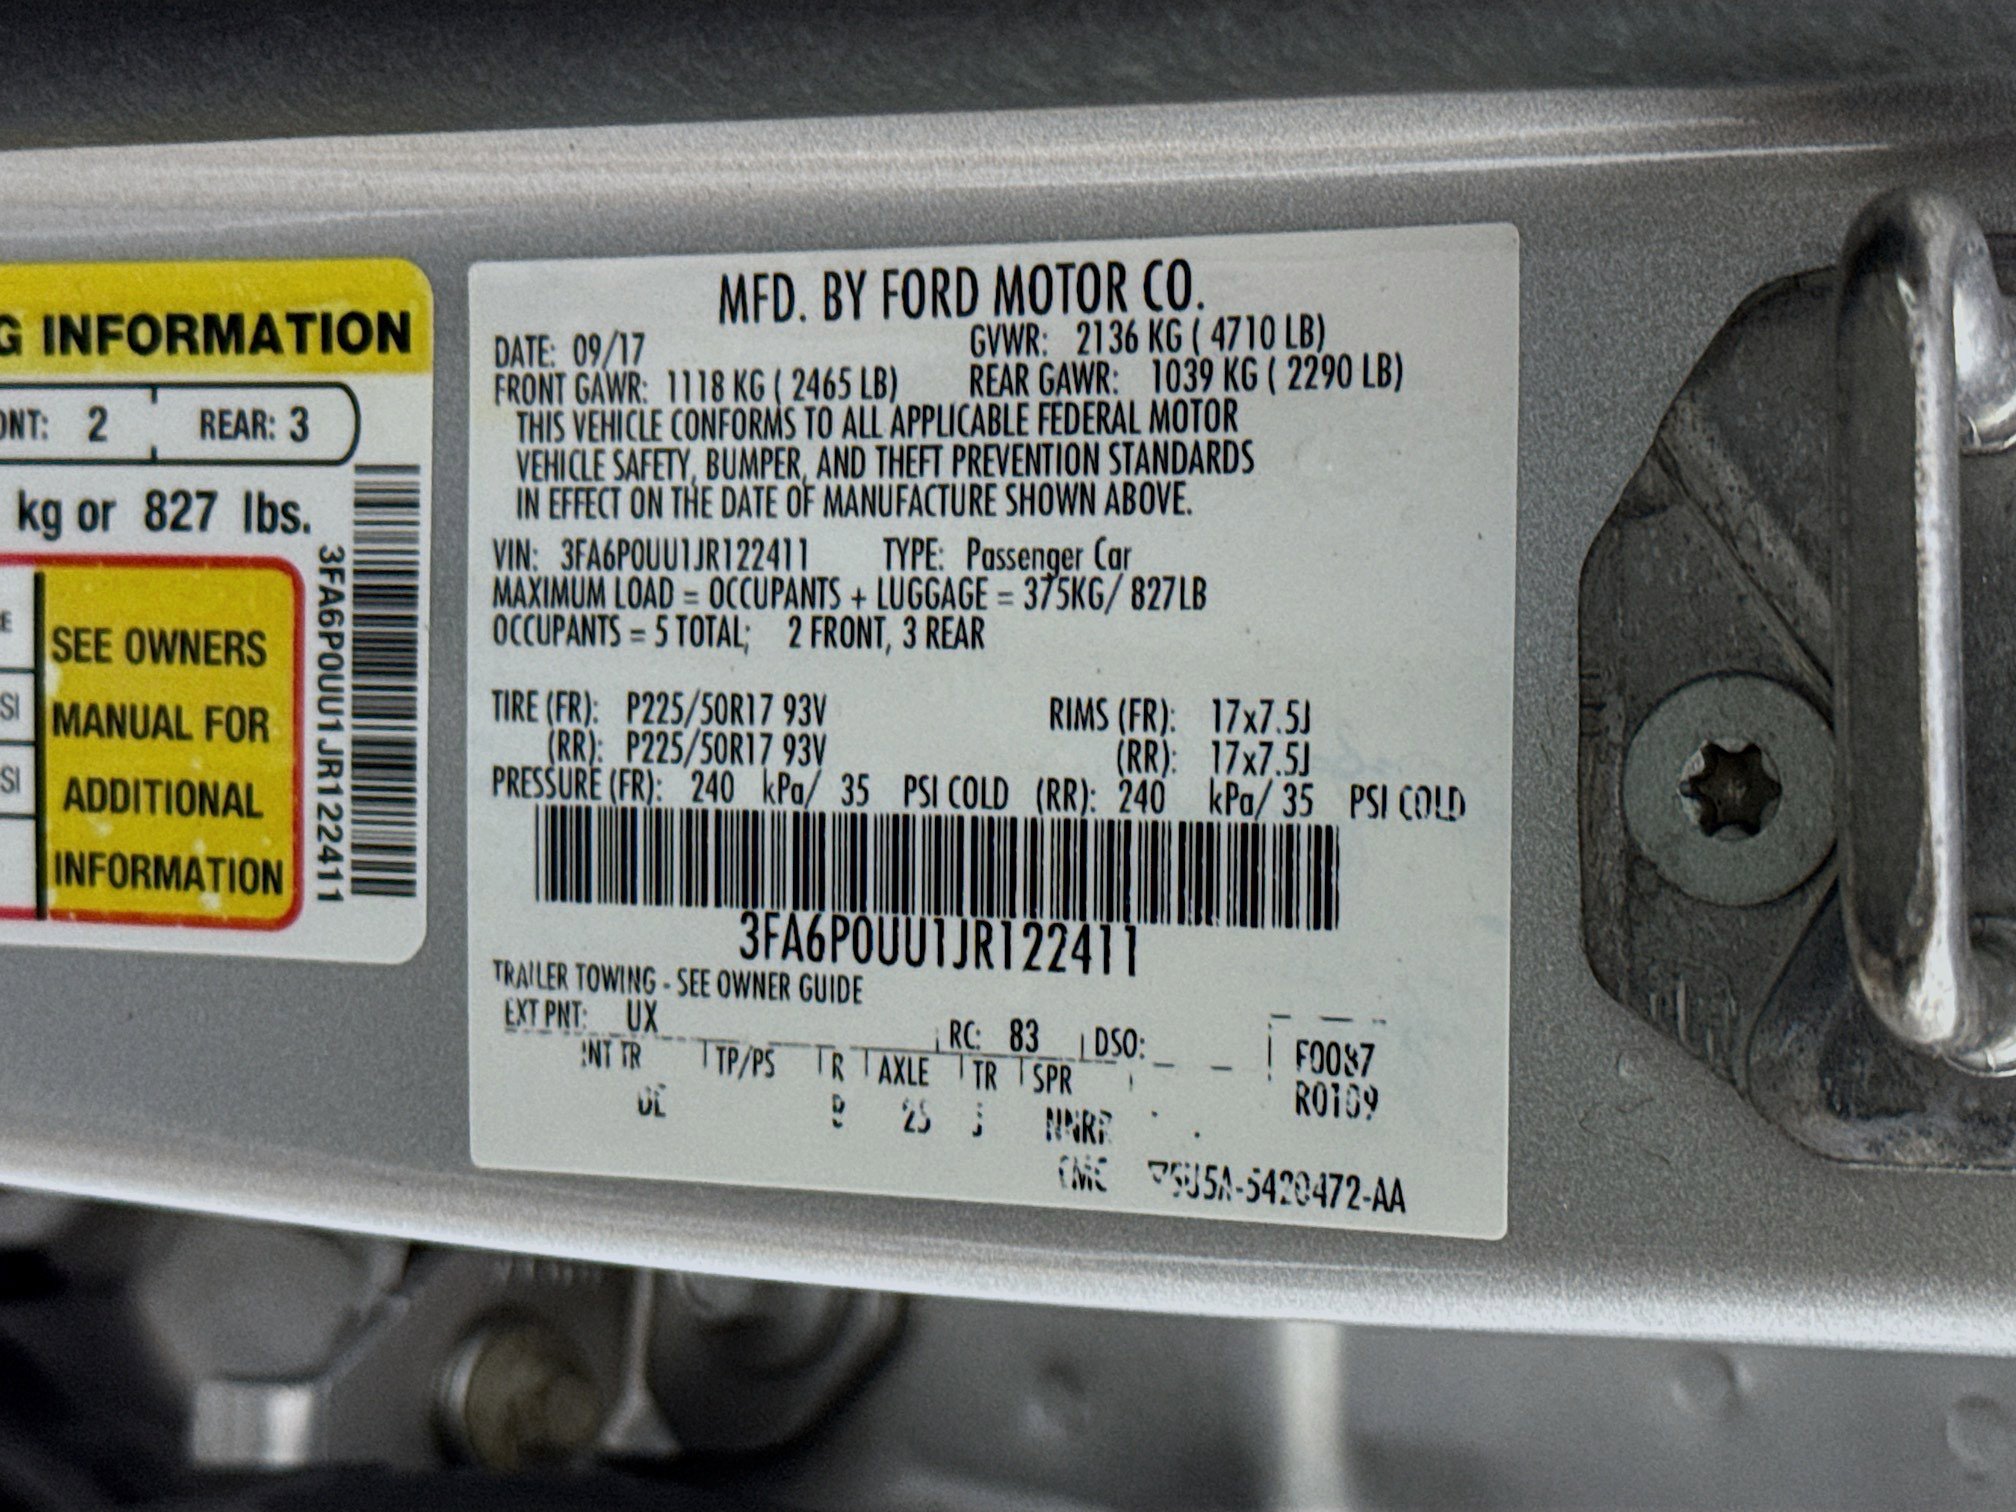 G INFORMATION
ONT: 2 REAR: 3
kg or 827 lbs.
3FA6P0UU1JR122411
SEE OWNERS
MANUAL FOR
ADDITIONAL
INFORMATION
SI
SI
MFD. BY FORD MOTOR CO.
DATE: 09/17 GVWR: 2136 KG ( 4710 LB)
FRONT GAWR: 1118 KG ( 2465 LB) REAR GAWR: 1039 KG ( 2290 LB)
THIS VEHICLE CONFORMS TO ALL APPLICABLE FEDERAL MOTOR
VEHICLE SAFETY, BUMPER, AND THEFT PREVENTION STANDARDS
IN EFFECT ON THE DATE OF MANUFACTURE SHOWN ABOVE.
VIN: 3FA6P0UU1JR122411 TYPE: Passenger Car
MAXIMUM LOAD = OCCUPANTS + LUGGAGE = 375KG/ 827LB
OCCUPANTS = 5 TOTAL; 2 FRONT, 3 REAR
TIRE (FR): P225/50R17 93V RIMS (FR): 17x7.5J
(RR): P225/50R17 93V (RR): 17x7.5J
PRESSURE (FR): 240 kPa/ 35 PSI COLD (RR): 240 kPa/ 35 PSI COLD
3FA6P0UU1JR122411
TRAILER TOWING - SEE OWNER GUIDE
EXT PNT: UX RC: 83 DSO: F0087
INT TR TP/PS R AXLE TR SPR R0109